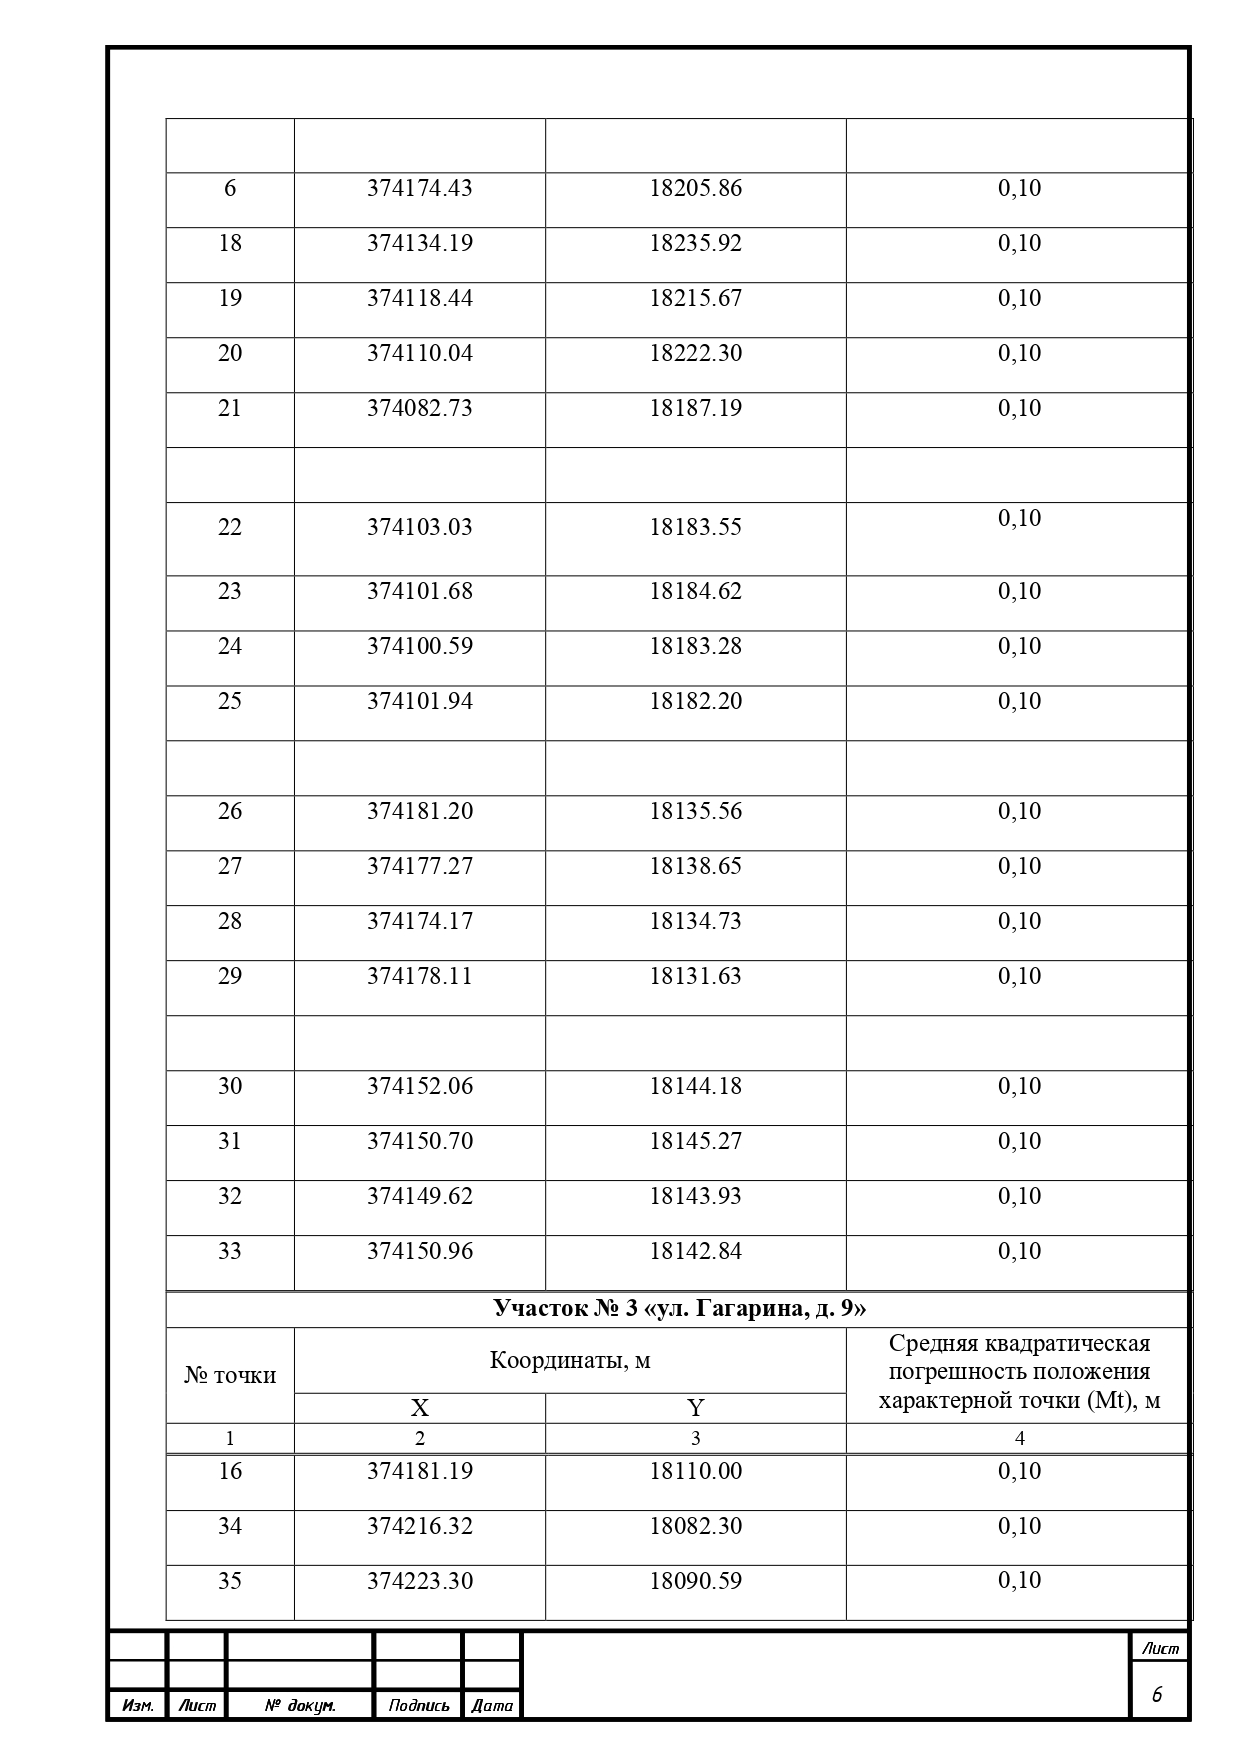 6 374174.43 18205.86 0,10
18 374134.19 18235.92 0,10
19 374118.44 18215.67 0,10
20 374110.04 18222.30 0,10
21 374082.73 18187.19 0,10
22 374103.03 18183.55 0,10
23 374101.68 18184.62 0,10
24 374100.59 18183.28 0,10
25 374101.94 18182.20 0,10
26 374181.20 18135.56 0,10
27 374177.27 18138.65 0,10
28 374174.17 18134.73 0,10
29 374178.11 18131.63 0,10
30 374152.06 18144.18 0,10
31 374150.70 18145.27 0,10
32 374149.62 18143.93 0,10
33 374150.96 18142.84 0,10
Участок № 3 «ул. Гагарина, д. 9»
№ точки
Координаты, м
Средняя квадратическая
погрешность положения
характерной точки (Mt), м
X Y
1 2 3 4
16 374181.19 18110.00 0,10
34 374216.32 18082.30 0,10
35 374223.30 18090.59 0,10
Лист
6
Изм. Лист № докум. Подпись Дата